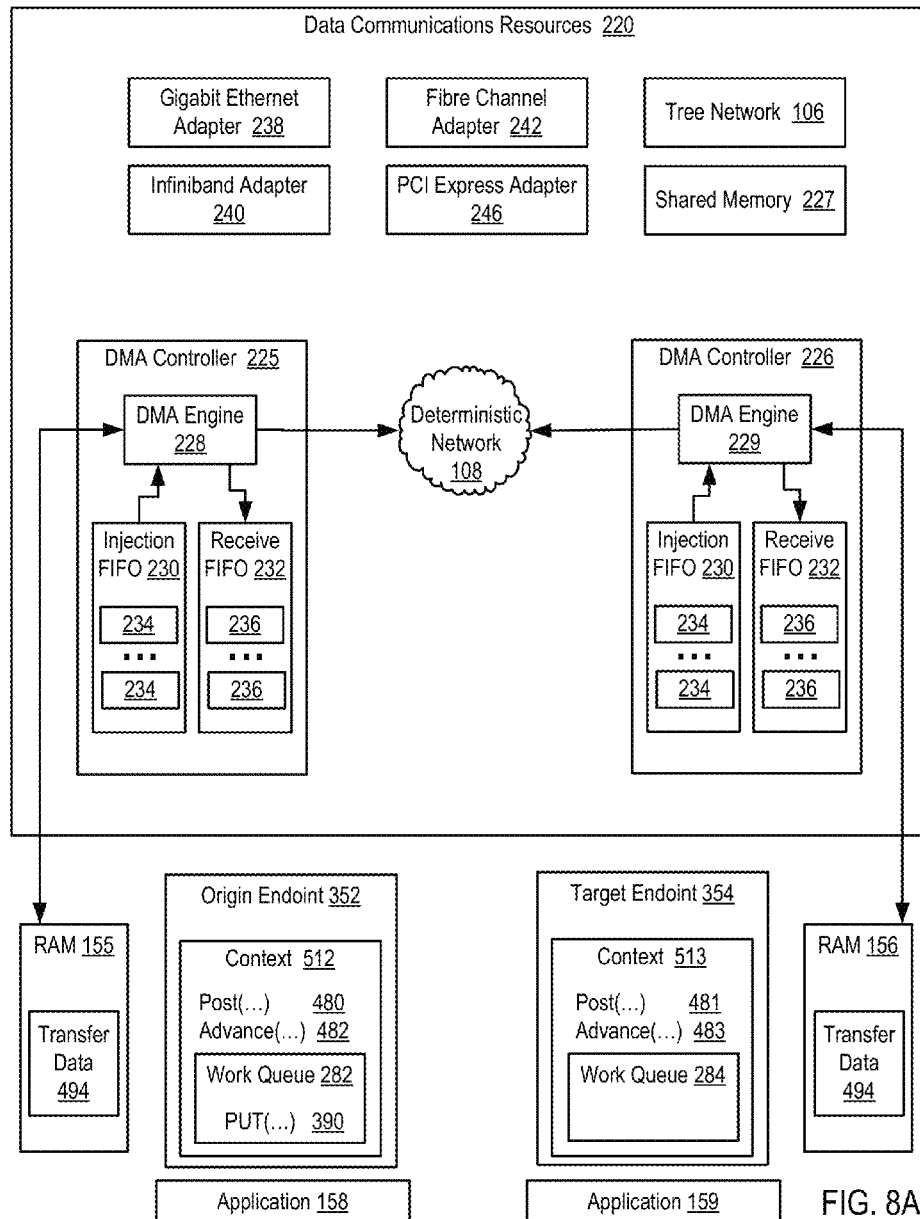 Data Communications Resources 220
Gigabit Ethernet
Adapter 238
Fibre Channel
Adapter 242
Tree Network 106
Infiniband Adapter
240
PCI Express Adapter
246
Shared Memory 227
DMA Controller 225
DMA Engine
228
Injection
FIFO 230
234
▪ ▪ ▪
234
Receive
FIFO 232
236
▪ ▪ ▪
236
Deterministic
Network
108
DMA Controller 226
DMA Engine
229
Injection
FIFO 230
234
▪ ▪ ▪
234
Receive
FIFO 232
236
▪ ▪ ▪
236
RAM 155
Transfer
Data
494
Origin Endoint 352
Context 512
Post(...) 480
Advance(...) 482
Work Queue 282
PUT(...) 390
Application 158
Target Endoint 354
Context 513
Post(...) 481
Advance(...) 483
Work Queue 284
Application 159
RAM 156
Transfer
Data
494
FIG. 8A